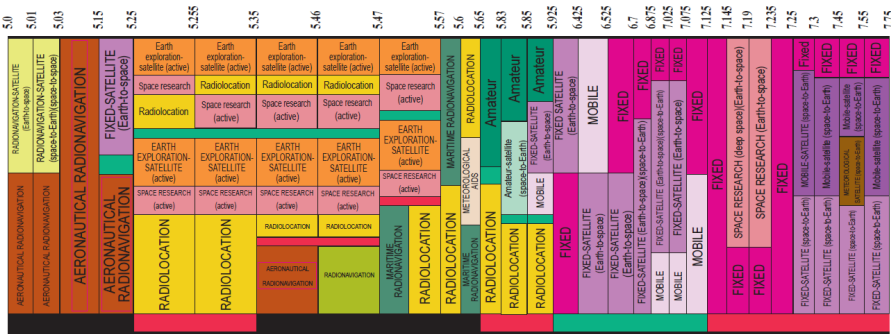 5.0
5.01
5.03
5.15
5.25
5.255
5.35
5.46
5.47
5.57
5.6
5.65
5.83
5.85
5.925
6.425
6.525
6.7
6.875
7.025
7.075
7.125
7.145
7.19
7.235
7.25
7.3
7.45
7.55
7.75
RADIONAVIGATION-SATELLITE
(Earth-to-space)
AERONAUTICAL RADIONAVIGATION
RADIONAVIGATION-SATELLITE
(space-to-Earth)(space-to-space)
AERONAUTICAL RADIONAVIGATION
AERONAUTICAL RADIONAVIGATION
FIXED-SATELLITE
(Earth-to-space)
AERONAUTICAL
RADIONAVIGATION
Earth
exploration-
satellite (active)
Space research
Radiolocation
EARTH
EXPLORATION-
SATELLITE
(active)
SPACE RESEARCH
(active)
RADIOLOCATION
Earth
exploration-
satellite (active)
Radiolocation
Space research
(active)
EARTH
EXPLORATION-
SATELLITE
(active)
SPACE RESEARCH
(active)
RADIOLOCATION
Earth
exploration-
satellite (active)
Radiolocation
Space research
(active)
EARTH
EXPLORATION-
SATELLITE
(active)
SPACE RESEARCH
(active)
RADIOLOCATION
AERONAUTICAL
RADIONAVIGATION
Earth
exploration-
satellite (active)
Radiolocation
Space research
(active)
EARTH
EXPLORATION-
SATELLITE
(active)
SPACE RESEARCH
(active)
RADIOLOCATION
RADIONAVIGATION
Earth
exploration-
satellite (active)
Space research
(active)
EARTH
EXPLORATION-
SATELLITE
(active)
SPACE RESEARCH
(active)
MARITIME
RADIONAVIGATION
RADIOLOCATION
MARITIME RADIONAVIGATION
RADIOLOCATION
RADIOLOCATION
METEOROLOGICAL
AIDS
MARITIME
RADIONAVIGATION
Amateur
RADIOLOCATION
Amateur
Amateur-satellite
(space-to-Earth)
RADIOLOCATION
Amateur
FIXED-SATELLITE
(Earth-to-space)
MOBILE
RADIOLOCATION
FIXED SATELLITE
(Earth-to-space)
FIXED
MOBILE
FIXED-SATELLITE
(Earth-to-space)
FIXED
FIXED-SATELLITE
(Earth-to-space)
FIXED
FIXED-SATELLITE (Earth-to-space)(space-to-Earth)
FIXED
FIXED-SATELLITE (Earth-to-space)(space-to-Earth)
MOBILE
FIXED
FIXED-SATELLITE (Earth-to-space)
MOBILE
FIXED
MOBILE
FIXED
SPACE RESEARCH (deep space)(Earth-to-space)
FIXED
SPACE RESEARCH (Earth-to-space)
FIXED
FIXED
Fixed
MOBILE-SATELLITE (space-to-Earth)
FIXED-SATELLITE (space-to-Earth)
FIXED
Mobile-satellite (space-to-Earth)
FIXED-SATELLITE (space-to-Earth)
FIXED
Mobile-satellite
(space-to-Earth)
METEOROLOGICAL
SATELLITE (space-to-Earth)
FIXED-SATELLITE (space-to-Earth)
FIXED
Mobile-satellite (space-to-Earth)
FIXED-SATELLITE (space-to-Earth)